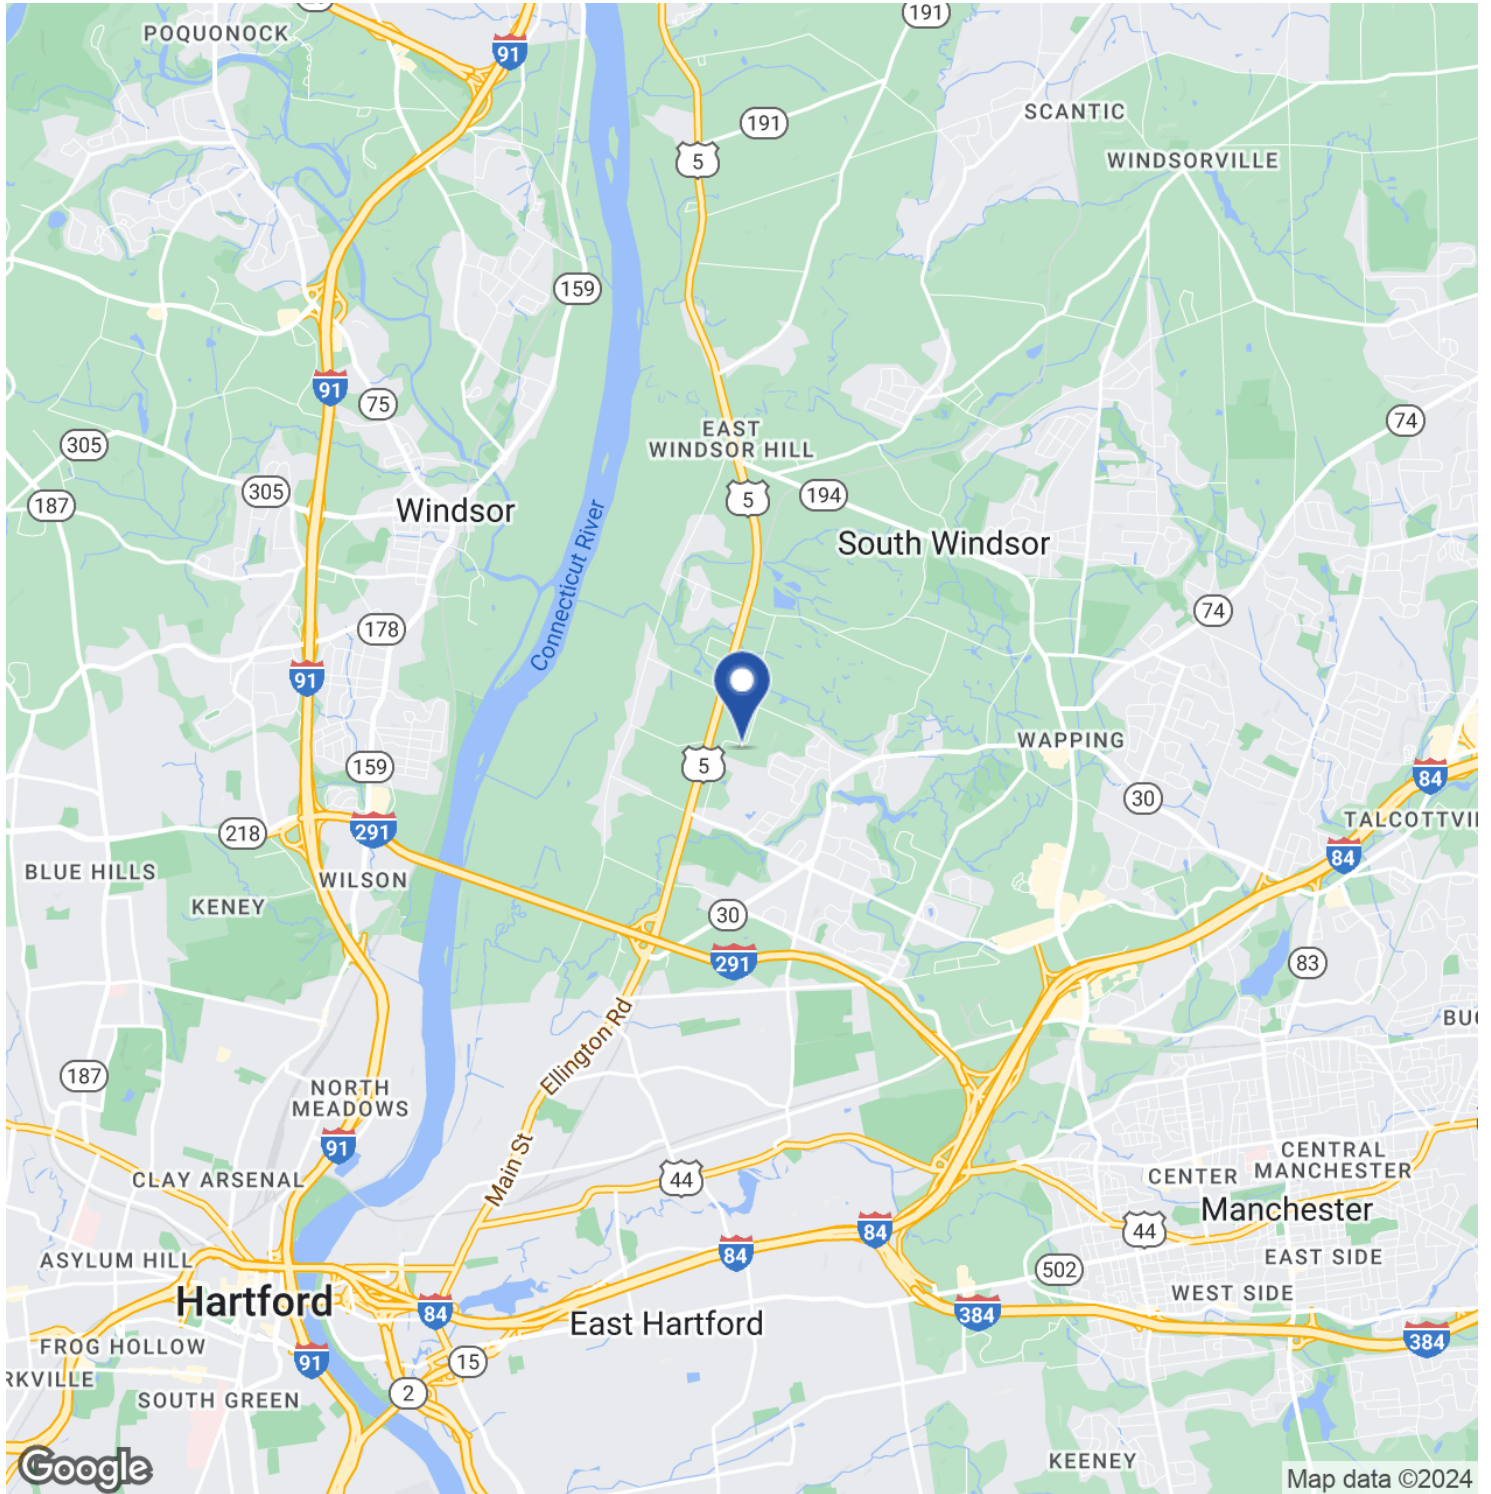 191
POQUONOCK
91
SCANTIC
191
5
WINDSORVILLE
159
91
75
74
305
EAST
WINDSOR HILL
305
187
5
194
Windsor
South Windsor
Connecticut River
74
178
91
WAPPING
5
159
84
30
291
218
TALCOTTVI
84
BLUE HILLS
WILSON
KENEY
30
291
83
Ellington Rd
BU
187
NORTH
MEADOWS
91
Main St
CENTRAL
MANCHESTER
CLAY ARSENAL
44
CENTER
Manchester
84
44
84
ASYLUM HILL
EAST SIDE
502
Hartford
WEST SIDE
84
384
East Hartford
384
FROG HOLLOW
91
15
RKVILLE
2
SOUTH GREEN
KEENEY
Google
Map data ©2024